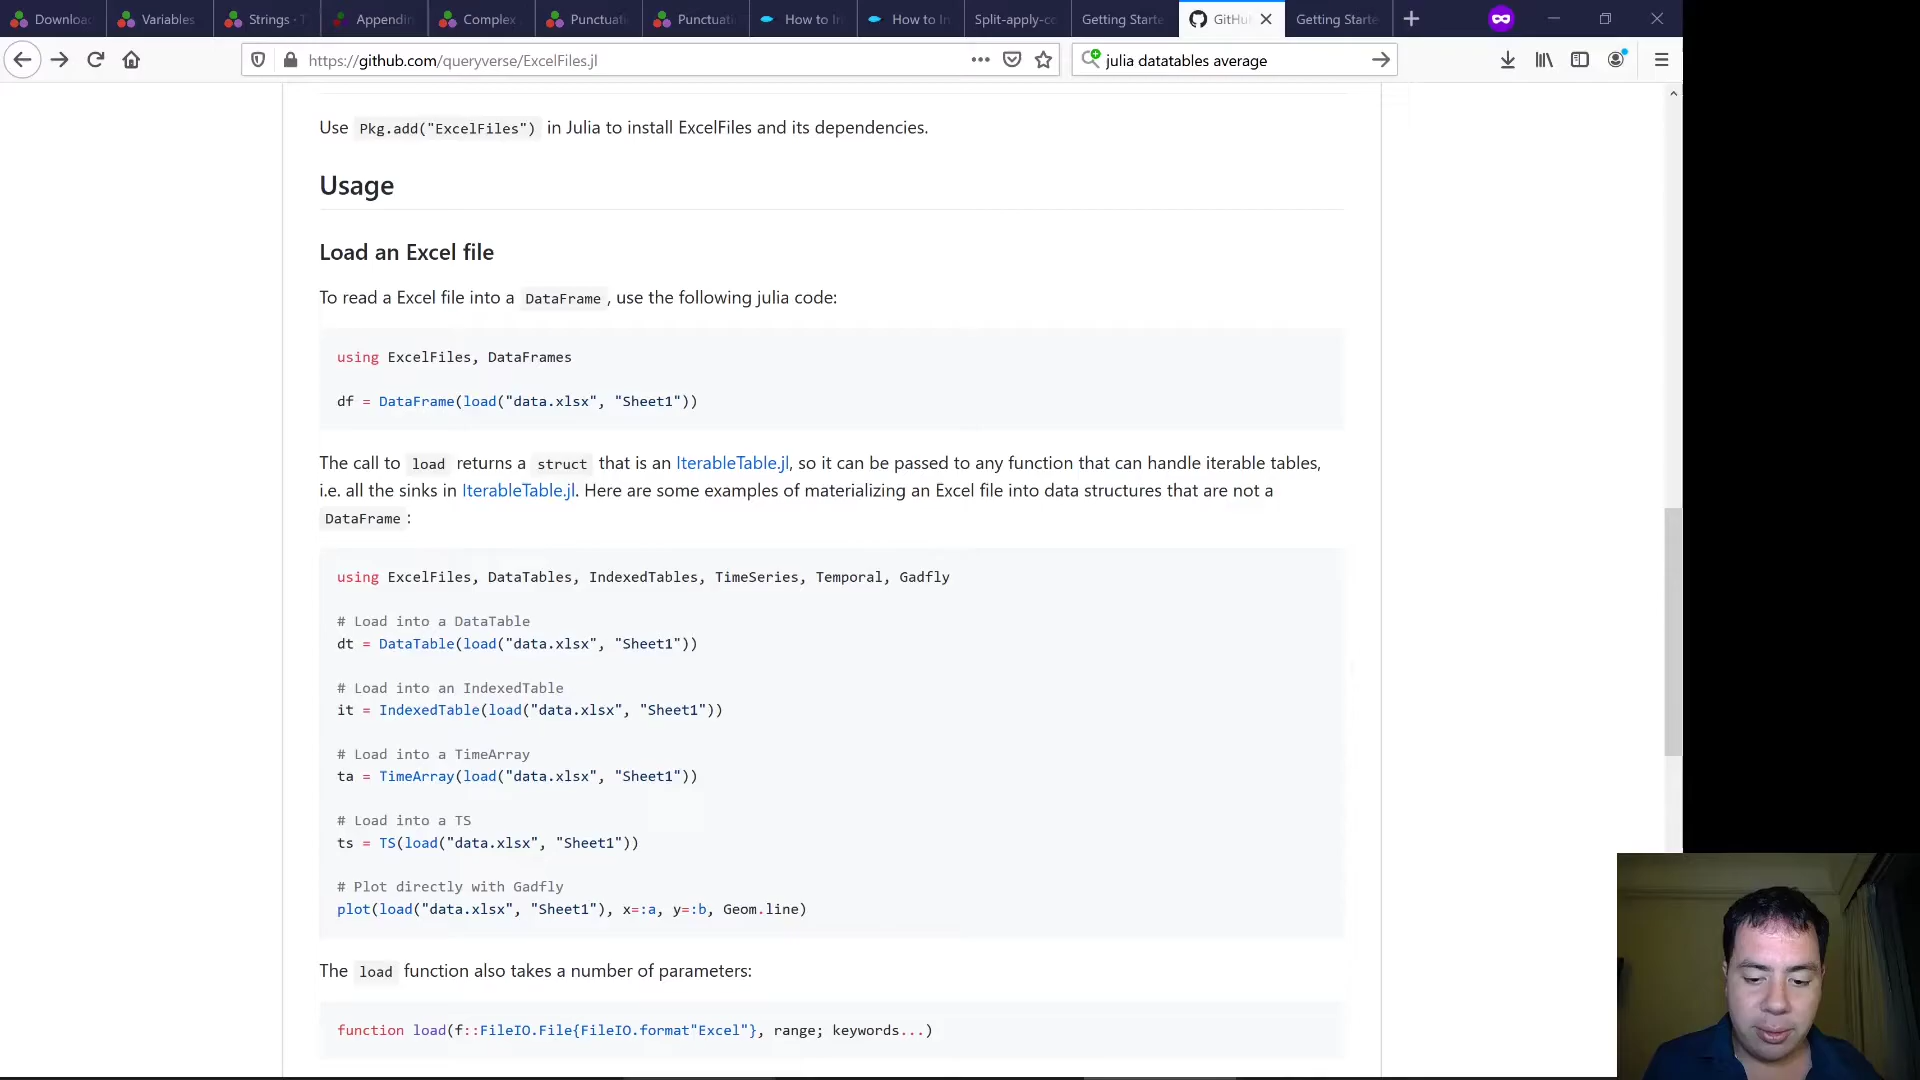 Downloa
Variables
Strings · T
Appendin
Complex
Punctuati
Punctuati
How to In
How to In
Split-apply-co
Getting Starte
GitHu
Getting Starte
https://github.com/queryverse/ExcelFiles.jl
julia datatables average
Use Pkg.add("ExcelFiles") in Julia to install ExcelFiles and its dependencies.
Usage
Load an Excel file
To read a Excel file into a DataFrame , use the following julia code:
using ExcelFiles, DataFrames
df = DataFrame(load("data.xlsx", "Sheet1"))
The call to load returns a struct that is an IterableTable.jl, so it can be passed to any function that can handle iterable tables,
i.e. all the sinks in IterableTable.jl. Here are some examples of materializing an Excel file into data structures that are not a
DataFrame :
using ExcelFiles, DataTables, IndexedTables, TimeSeries, Temporal, Gadfly
# Load into a DataTable
dt = DataTable(load("data.xlsx", "Sheet1"))
# Load into an IndexedTable
it = IndexedTable(load("data.xlsx", "Sheet1"))
# Load into a TimeArray
ta = TimeArray(load("data.xlsx", "Sheet1"))
# Load into a TS
ts = TS(load("data.xlsx", "Sheet1"))
# Plot directly with Gadfly
plot(load("data.xlsx", "Sheet1"), x=:a, y=:b, Geom.line)
The load function also takes a number of parameters:
function load(f::FileIO.File{FileIO.format"Excel"}, range; keywords...)